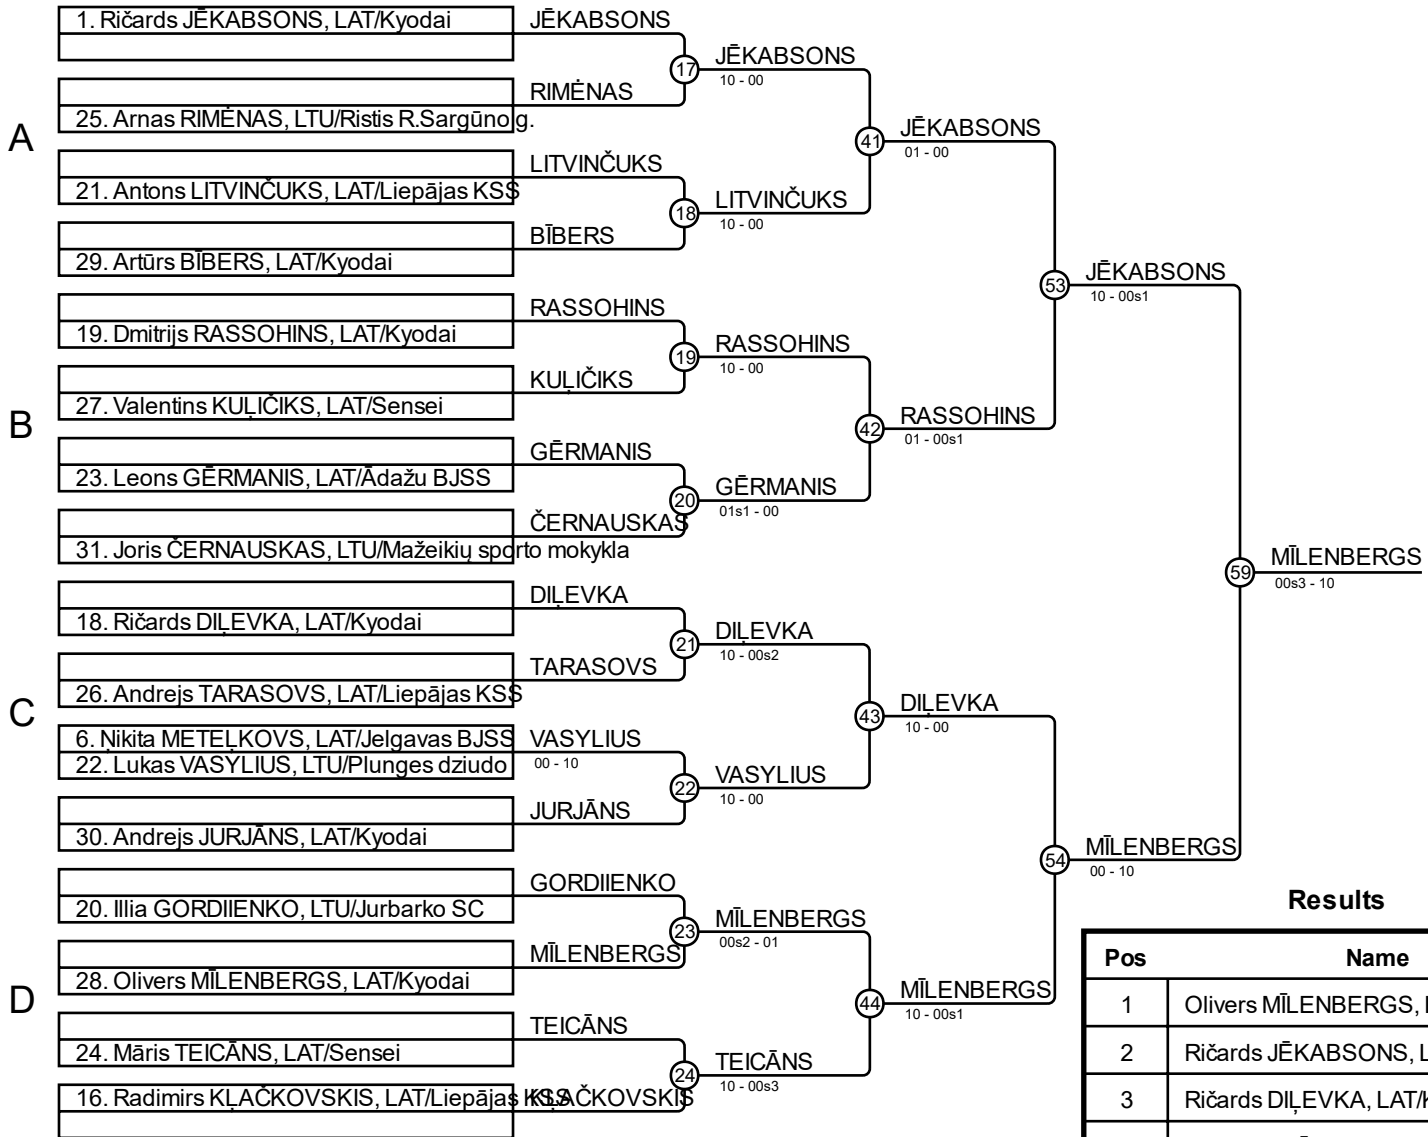 1. Ričards JĒKABSONS, LAT/Kyodai
JĒKABSONS
17
JĒKABSONS
10 - 00
RIMĖNAS
25. Arnas RIMĖNAS, LTU/Ristis R.Sargūno g.
A
41
JĒKABSONS
01 - 00
LITVINČUKS
21. Antons LITVINČUKS, LAT/Liepājas KSS
18
LITVINČUKS
10 - 00
BĪBERS
29. Artūrs BĪBERS, LAT/Kyodai
53
JĒKABSONS
10 - 00s1
RASSOHINS
19. Dmitrijs RASSOHINS, LAT/Kyodai
19
RASSOHINS
10 - 00
KUĻIČIKS
27. Valentins KUĻIČIKS, LAT/Sensei
B
42
RASSOHINS
01 - 00s1
GĒRMANIS
23. Leons GĒRMANIS, LAT/Ādažu BJSS
20
GĒRMANIS
01s1 - 00
ČERNAUSKAS
31. Joris ČERNAUSKAS, LTU/Mažeikių sporto mokykla
59
MĪLENBERGS
00s3 - 10
DIĻEVKA
18. Ričards DIĻEVKA, LAT/Kyodai
21
DIĻEVKA
10 - 00s2
TARASOVS
26. Andrejs TARASOVS, LAT/Liepājas KSS
C
43
DIĻEVKA
10 - 00
6. Ņikita METEĻKOVS, LAT/Jelgavas BJSS
VASYLIUS
00 - 10
22. Lukas VASYLIUS, LTU/Plunges dziudo
22
VASYLIUS
10 - 00
JURJĀNS
30. Andrejs JURJĀNS, LAT/Kyodai
54
MĪLENBERGS
00 - 10
GORDIIENKO
20. Illia GORDIIENKO, LTU/Jurbarko SC
23
MĪLENBERGS
00s2 - 01
MĪLENBERGS
28. Olivers MĪLENBERGS, LAT/Kyodai
D
44
MĪLENBERGS
10 - 00s1
TEICĀNS
24. Māris TEICĀNS, LAT/Sensei
24
TEICĀNS
10 - 00s3
16. Radimirs KĻAČKOVSKIS, LAT/Liepājas KSS
KĻAČKOVSKIS
Results
Pos Name
1 Olivers MĪLENBERGS,
2 Ričards JĒKABSONS,
3 Ričards DIĻEVKA,